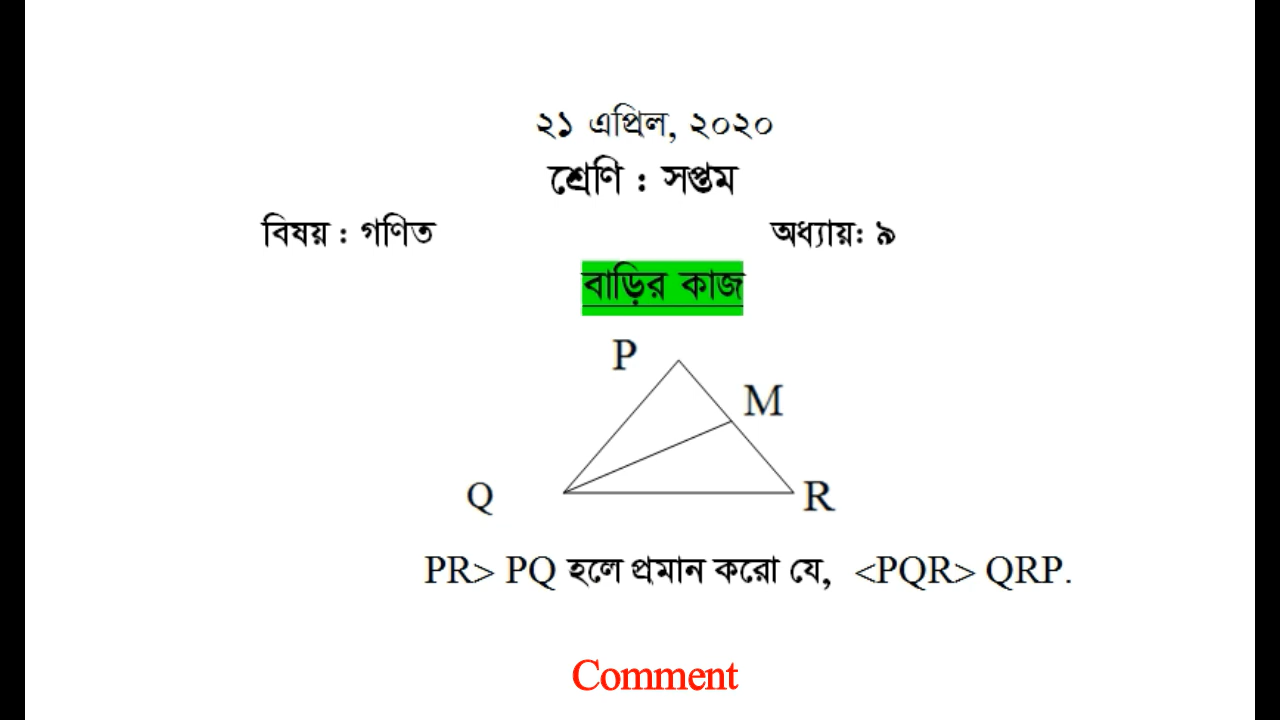 ২১ এপ্রিল, ২০২০
শ্রেণি : সপ্তম
বিষয় : গণিত অধ্যায়: ৯
বাড়ির কাজ
P
M
Q
R
PR> PQ হলে প্রমান করো যে, <PQR> QRP.
Comment